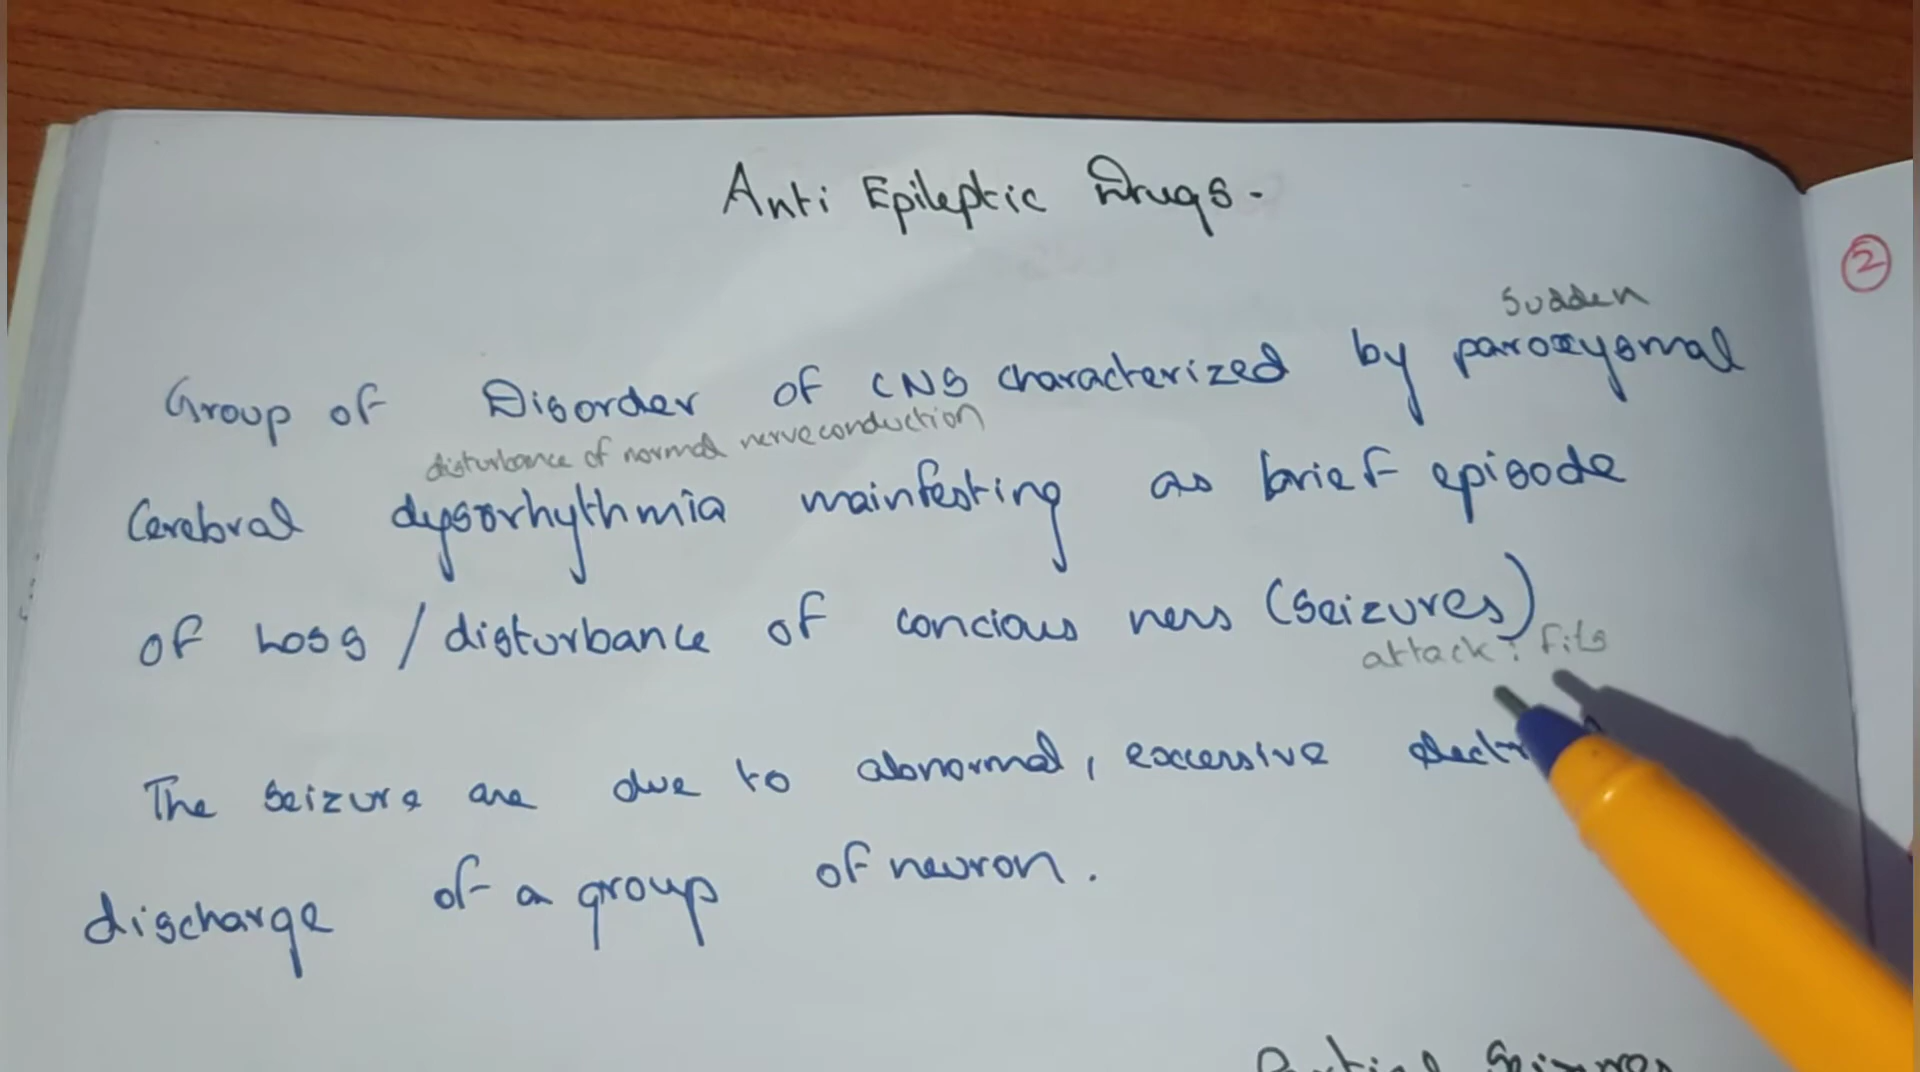 Anti Epileptic Drugs.
②
Sudden
Group of Disorder of CNS characterized by paroxysmal
disturbance of normal nerve conduction
Cerebral dysorhythmia mainfesting as brief episode
of Loss / disturbance of concious ness (seizures)
attack: fits
The seizure are due to abnormal, excessive
discharge of a group of neuron.
Seizures